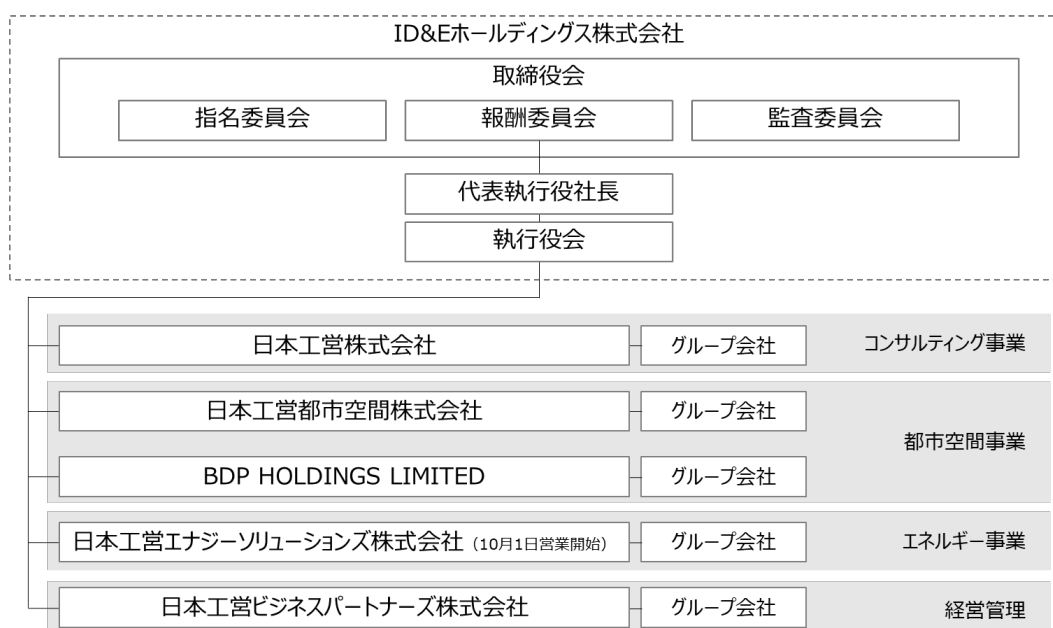 ID&Eホールディングス株式会社
取締役会
指名委員会 報酬委員会 監査委員会
代表執行役社長
執行役会
日本工営株式会社 グループ会社 コンサルティング事業
日本工営都市空間株式会社 グループ会社
都市空間事業
BDP HOLDINGS LIMITED グループ会社
日本工営エナジーソリューションズ株式会社 (10月1日営業開始) グループ会社 エネルギー事業
日本工営ビジネスパートナーズ株式会社 グループ会社 経営管理